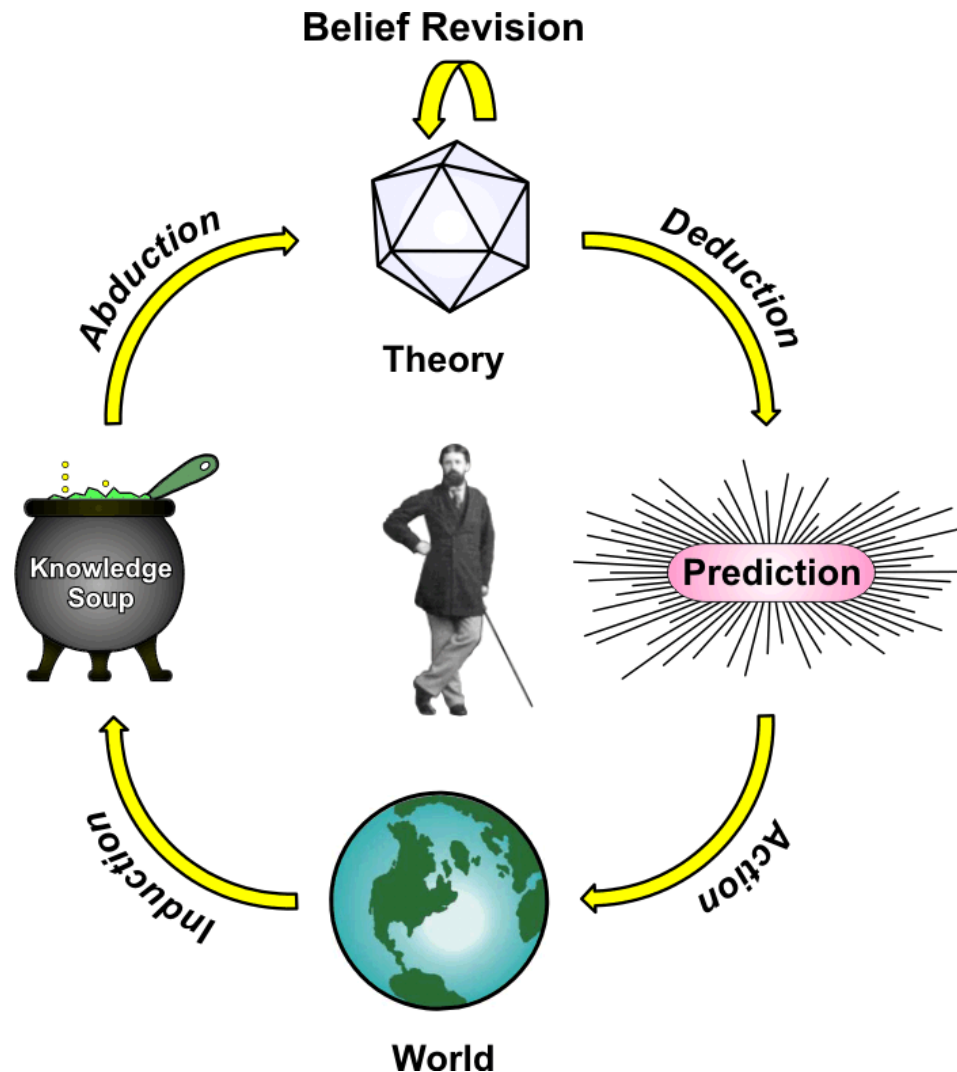 Belief Revision
Abduction
Deduction
Theory
Knowledge
Soup
Prediction
Induction
Action
World